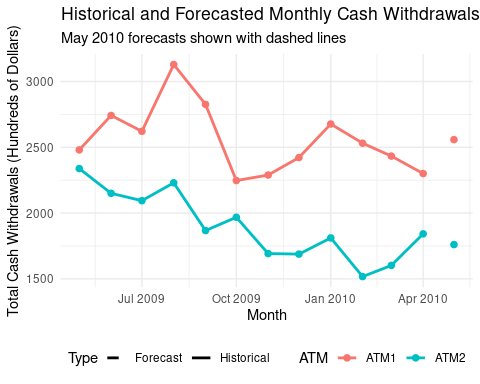 Historical and Forecasted Monthly Cash Withdrawals
May 2010 forecasts shown with dashed lines
Total Cash Withdrawals (Hundreds of Dollars)
3000
2500
2000
1500
Jul 2009 Oct 2009 Jan 2010 Apr 2010
Month
Type Forecast Historical ATM ATM1 ATM2